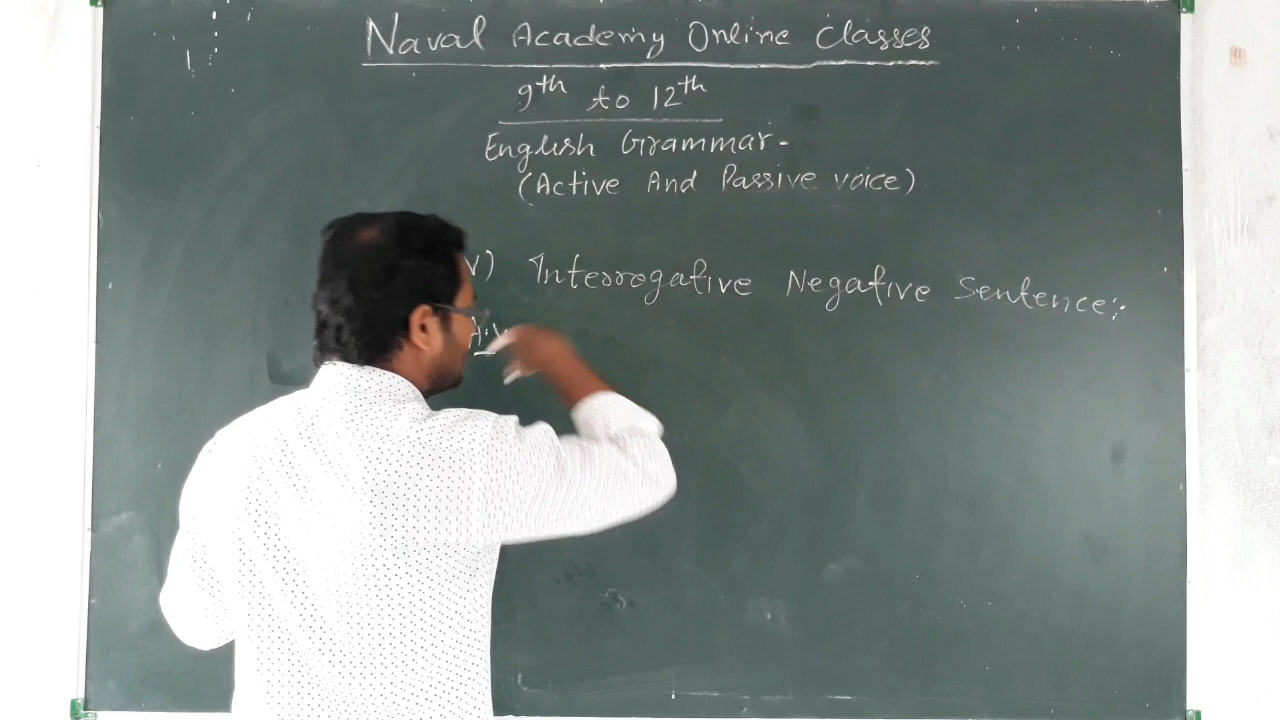 Naval Academy Online Classes
9th to 12th
English Grammar-
(Active And Passive voice)
V) Interrogative Negative Sentence:-
A.V